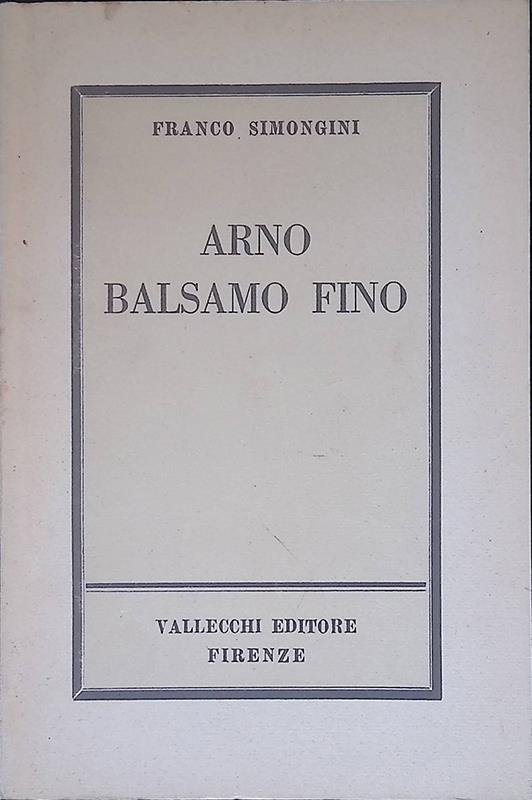 FRANCO SIMONGINI
ARNO
BALSAMO FINO
VALLECCHI EDITORE
FIRENZE